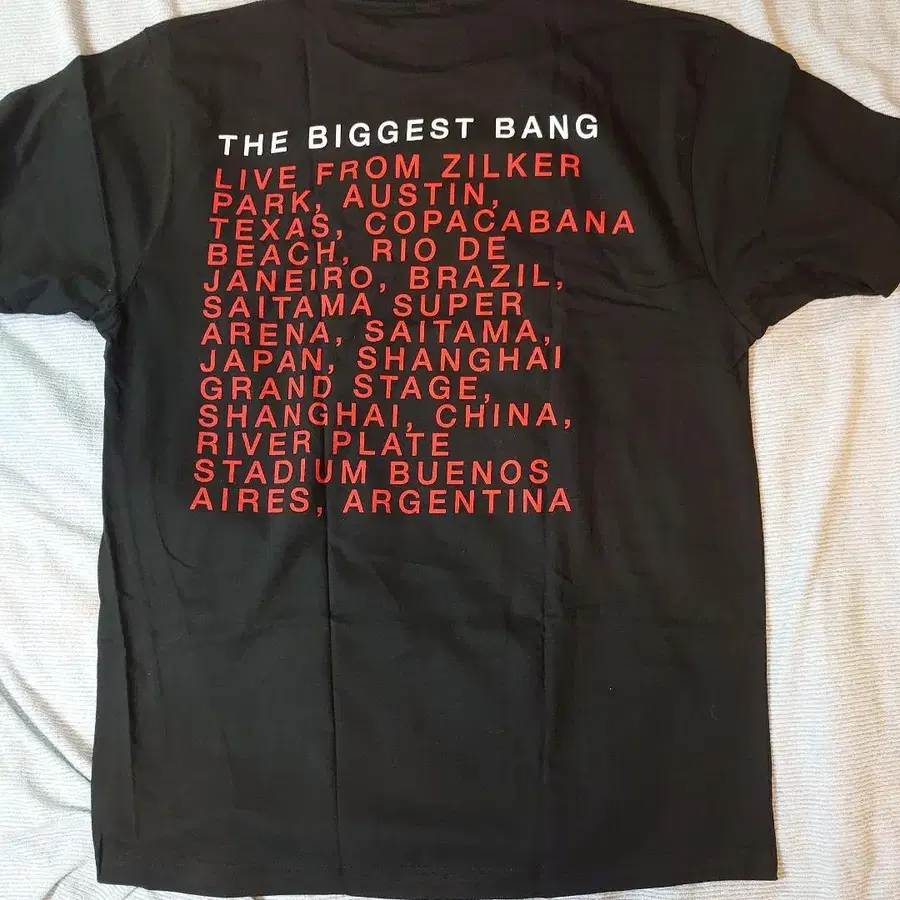 THE BIGGEST BANG
LIVE FROM ZILKER
PARK, AUSTIN,
TEXAS, COPACABANA
BEACH, RIO DE
JANEIRO, BRAZIL,
SAITAMA SUPER
ARENA, SAITAMA,
JAPAN, SHANGHAI
GRAND STAGE,
SHANGHAI, CHINA,
RIVER PLATE
STADIUM BUENOS
AIRES, ARGENTINA